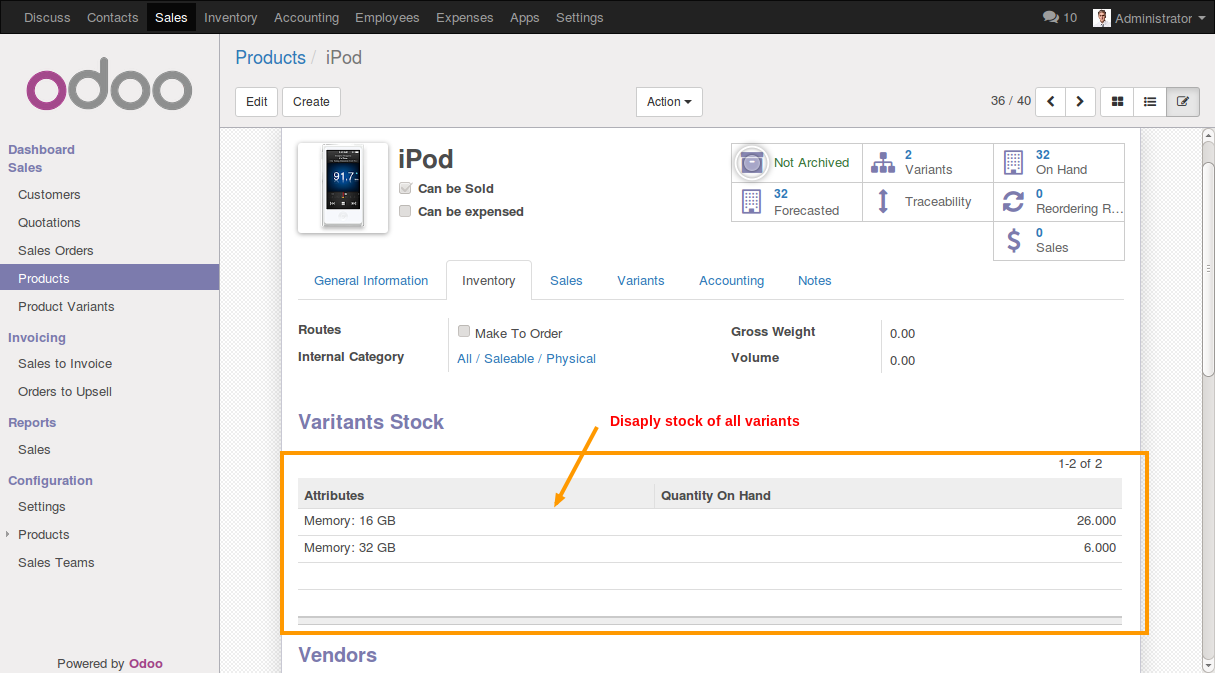 Discuss Contacts Sales Inventory Accounting Employees Expenses Apps Settings 10 Administrator
odoo
Dashboard
Sales
Customers
Quotations
Sales Orders
Products
Product Variants
Invoicing
Sales to Invoice
Orders to Upsell
Reports
Sales
Configuration
Settings
Products
Sales Teams
Powered by Odoo
Products / iPod
Edit Create Action 36 / 40
91.7
iPod
Can be Sold
Can be expensed
Not Archived
2
Variants
32
On Hand
32
Forecasted
Traceability
0
Reordering R...
0
Sales
General Information Inventory Sales Variants Accounting Notes
Routes Make To Order
Internal Category All / Saleable / Physical
Gross Weight 0.00
Volume 0.00
Varitants Stock
Disaply stock of all variants
1-2 of 2
Attributes Quantity On Hand
Memory: 16 GB 26.000
Memory: 32 GB 6.000
Vendors